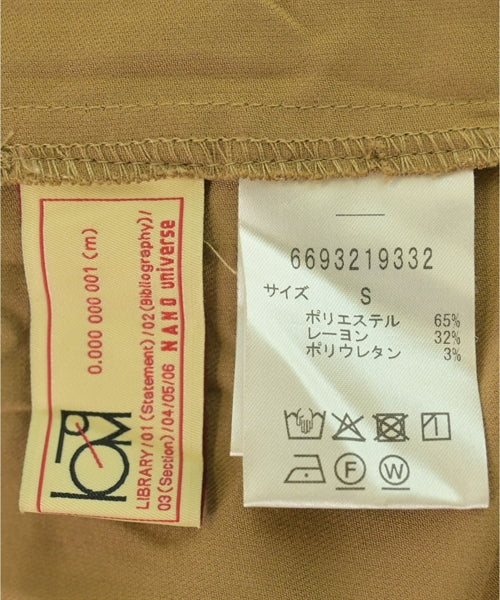 0.000 000 001 (m)
LIBRARY/01(Statement)/02(Bibliography)/
03(Section)/04/05/06 NANO universe
6693219332
サイズ S
ポリエステル 65%
レーヨン 32%
ポリウレタン 3%
F W